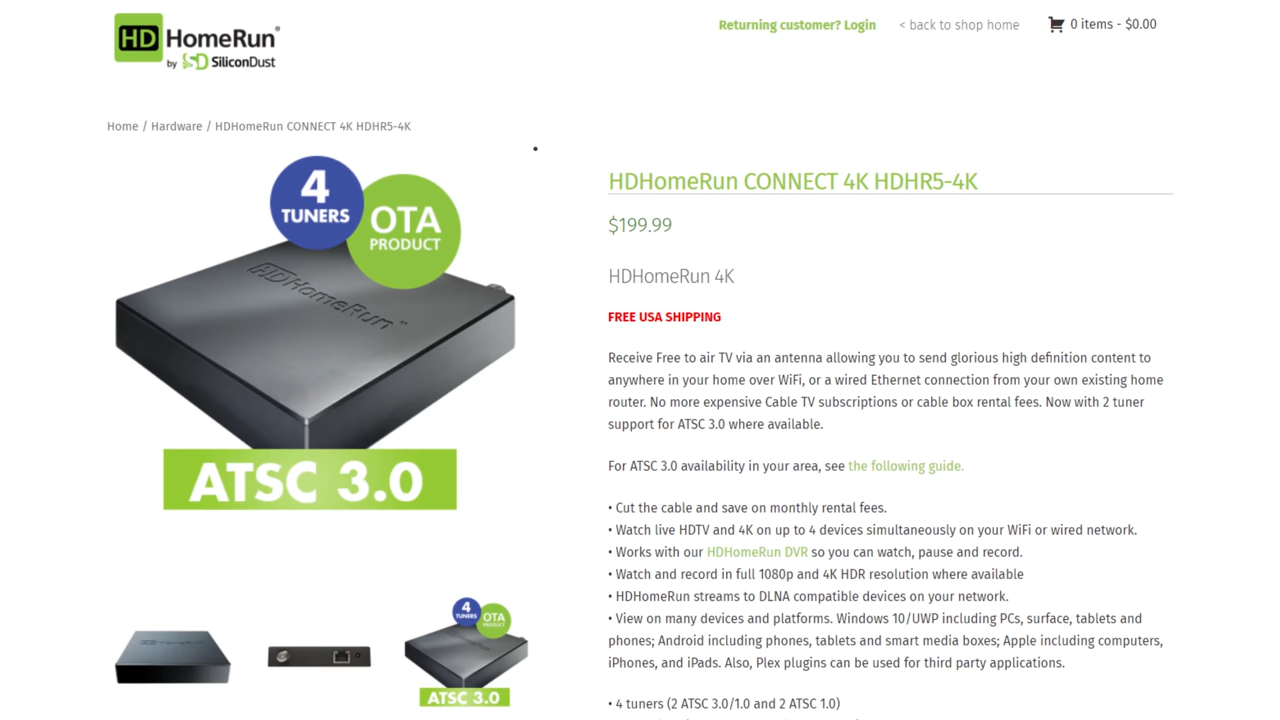 HD HomeRun®
by SD SiliconDust
Returning customer? Login
< back to shop home
0 items - $0.00
Home / Hardware / HDHomeRun CONNECT 4K HDHR5-4K
4
TUNERS
OTA
PRODUCT
HDHomeRun™
ATSC 3.0
4
TUNERS
OTA
PRODUCT
ATSC 3.0
HDHomeRun CONNECT 4K HDHR5-4K
$199.99
HDHomeRun 4K
FREE USA SHIPPING
Receive Free to air TV via an antenna allowing you to send glorious high definition content to
anywhere in your home over WiFi, or a wired Ethernet connection from your own existing home
router. No more expensive Cable TV subscriptions or cable box rental fees. Now with 2 tuner
support for ATSC 3.0 where available.
For ATSC 3.0 availability in your area, see the following guide.
• Cut the cable and save on monthly rental fees.
• Watch live HDTV and 4K on up to 4 devices simultaneously on your WiFi or wired network.
• Works with our HDHomeRun DVR so you can watch, pause and record.
• Watch and record in full 1080p and 4K HDR resolution where available
• HDHomeRun streams to DLNA compatible devices on your network.
• View on many devices and platforms. Windows 10/UWP including PCs, surface, tablets and
phones; Android including phones, tablets and smart media boxes; Apple including computers,
iPhones, and iPads. Also, Plex plugins can be used for third party applications.
• 4 tuners (2 ATSC 3.0/1.0 and 2 ATSC 1.0)